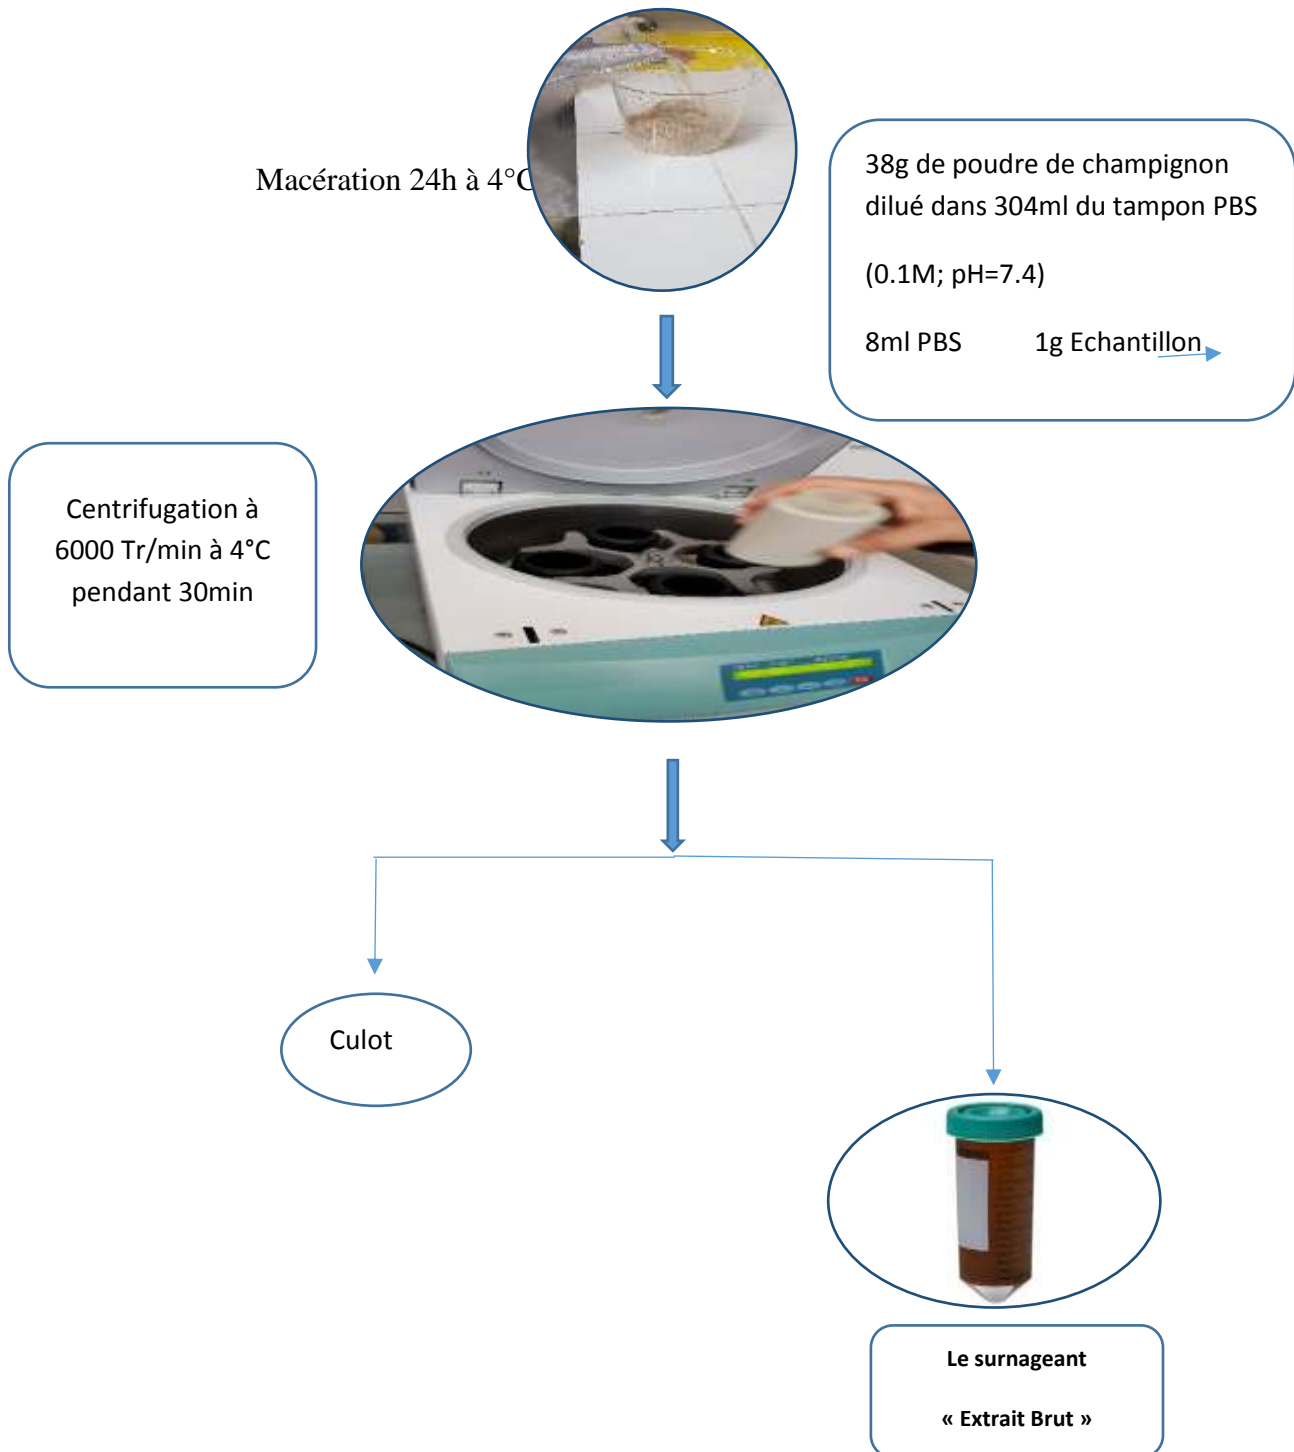 Macération 24h à 4°C
38g de poudre de champignon
dilué dans 304ml du tampon PBS
(0.1M; pH=7.4)
8ml PBS 1g Echantillon
Centrifugation à
6000 Tr/min à 4°C
pendant 30min
Culot
Le surnageant
« Extrait Brut »